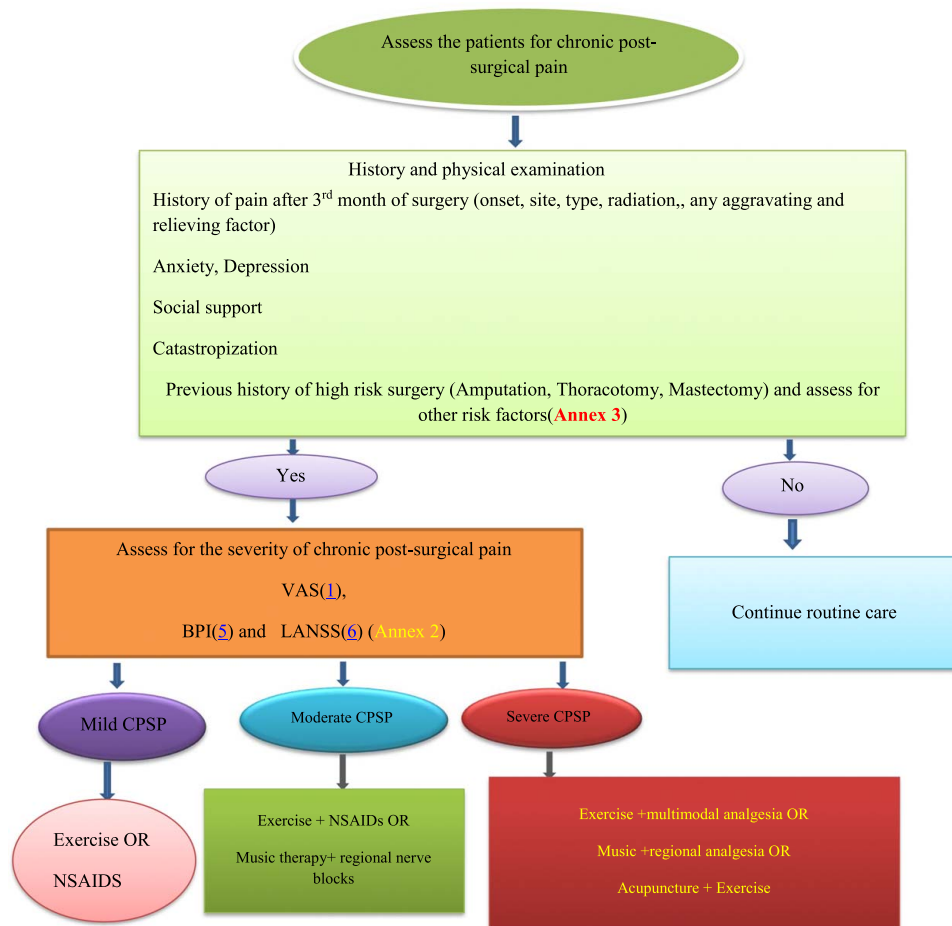 Assess the patients for chronic post-
surgical pain
History and physical examination
History of pain after 3rd month of surgery (onset, site, type, radiation,, any aggravating and
relieving factor)
Anxiety, Depression
Social support
Catastropization
Previous history of high risk surgery (Amputation, Thoracotomy, Mastectomy) and assess for
other risk factors(Annex 3)
Yes
No
Assess for the severity of chronic post-surgical pain
VAS(1),
BPI(5) and LANSS(6) (Annex 2)
Continue routine care
Mild CPSP
Moderate CPSP
Severe CPSP
Exercise OR
NSAIDS
Exercise + NSAIDs OR
Music therapy+ regional nerve
blocks
Exercise +multimodal analgesia OR
Music +regional analgesia OR
Acupuncture + Exercise